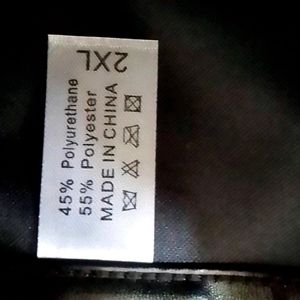 2XL
45% Polyurethane
55% Polyester
MADE IN CHINA